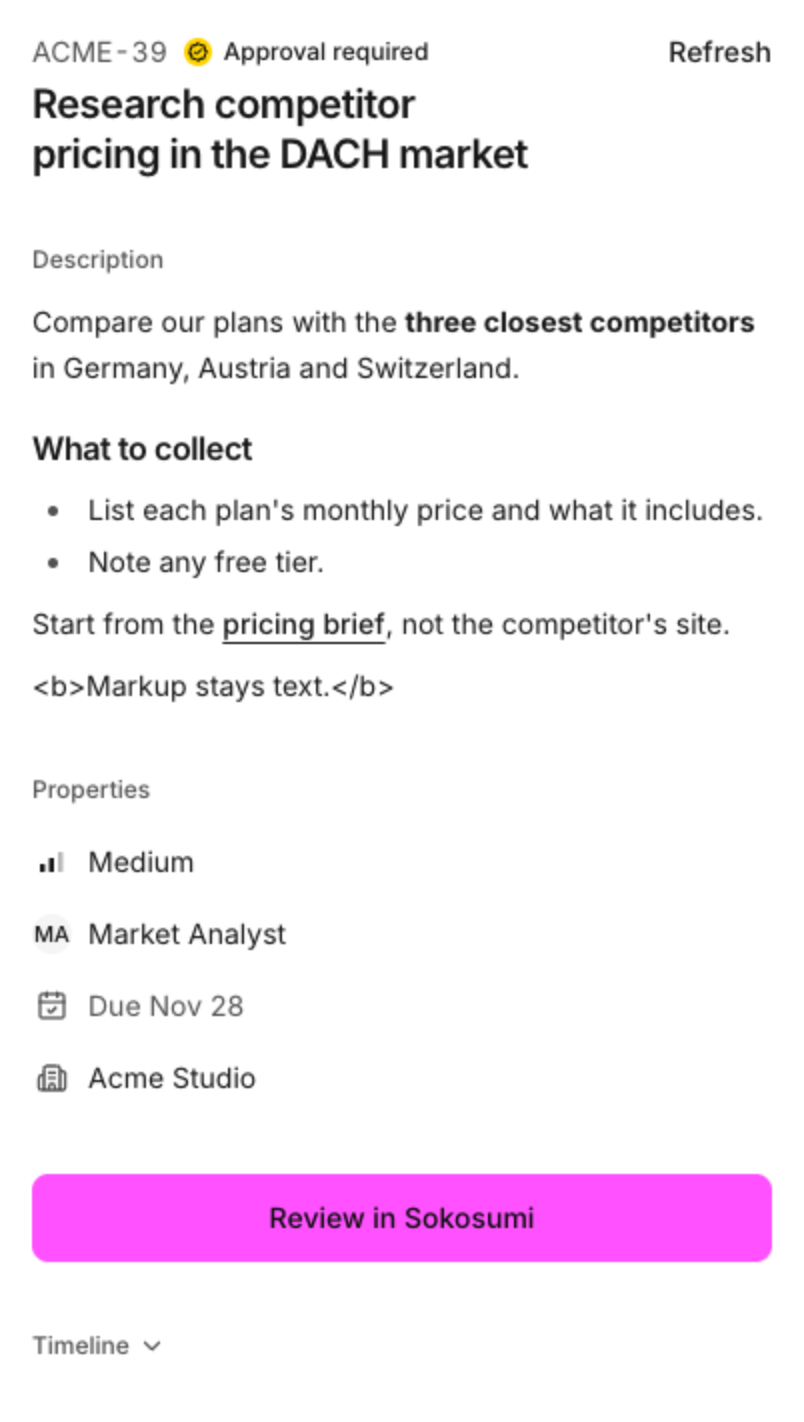 ACME-39 Approval required Refresh
Research competitor
pricing in the DACH market
Description
Compare our plans with the three closest competitors
in Germany, Austria and Switzerland.
What to collect
• List each plan's monthly price and what it includes.
• Note any free tier.
Start from the pricing brief, not the competitor's site.
<b>Markup stays text.</b>
Properties
Medium
MA Market Analyst
Due Nov 28
Acme Studio
Review in Sokosumi
Timeline